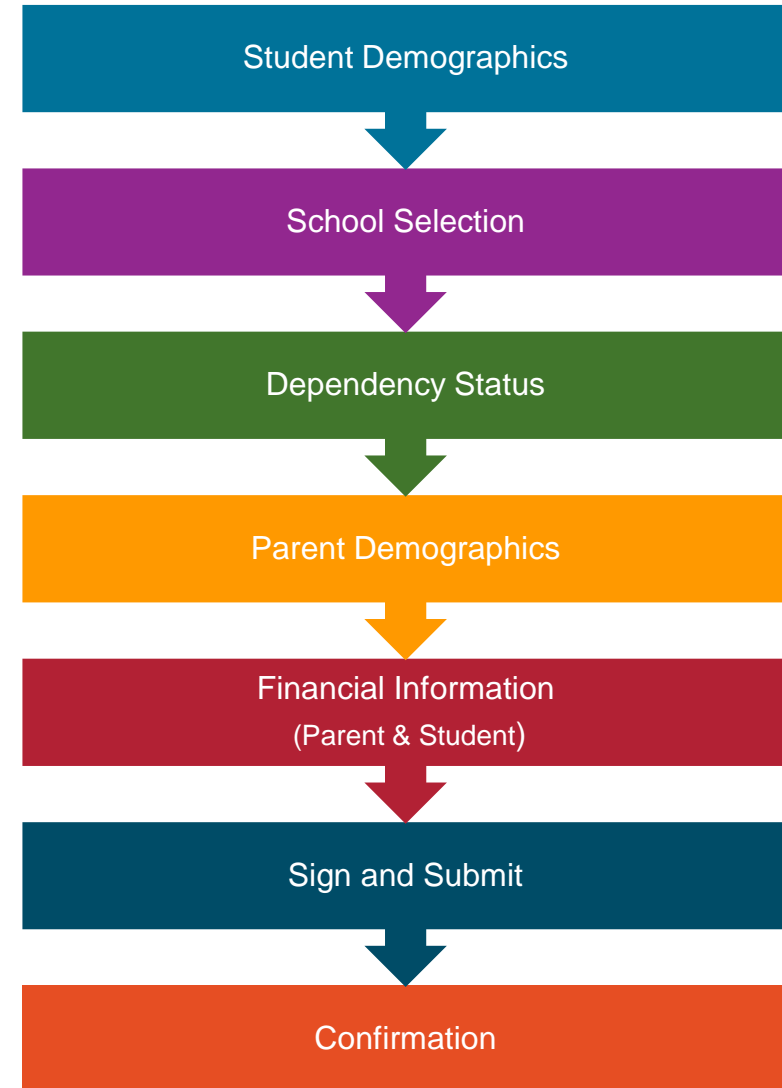 Student Demographics
School Selection
Dependency Status
Parent Demographics
Financial Information
(Parent & Student)
Sign and Submit
Confirmation